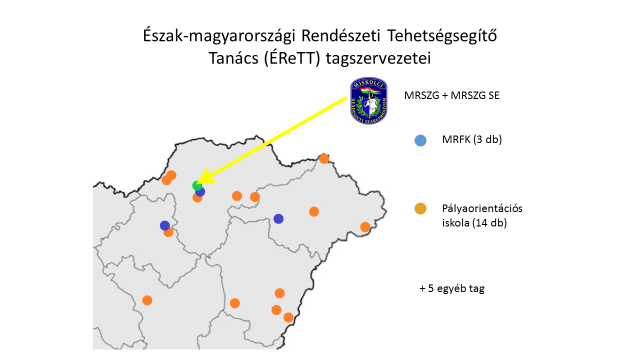 Észak-magyarországi Rendészeti Tehetségsegítő
Tanács (ÉReTT) tagszervezetei
MRSZG + MRSZG SE
MRFK (3 db)
Pályaorientációs
iskola (14 db)
+ 5 egyéb tag